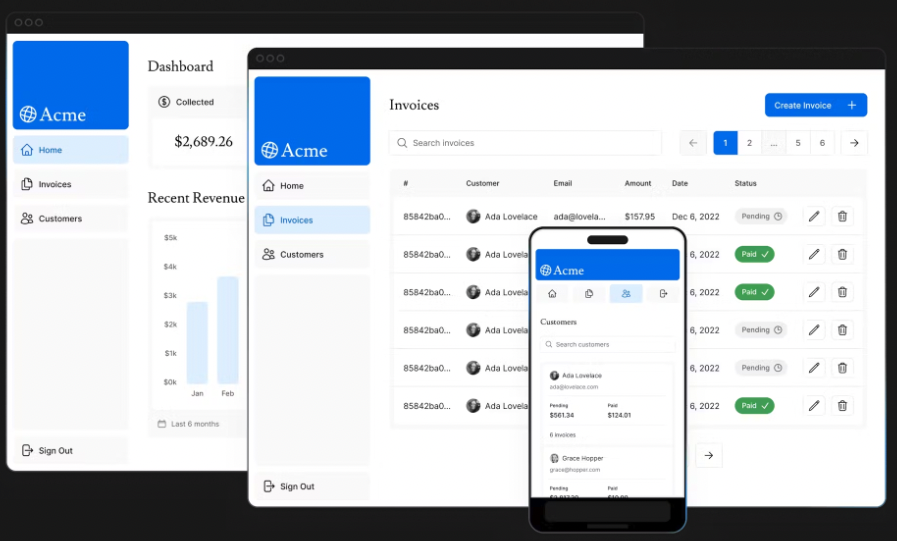 Acme
Home
Invoices
Customers
Sign Out
Dashboard
Collected
$2,689.26
Recent Revenue
$5k
$4k
$3k
$2k
$1k
$0k
Jan Feb
Last 6 months
Acme
Home
Invoices
Customers
Sign Out
Invoices
Create Invoice +
Search invoices
1 2 ... 5 6
# Customer Email Amount Date Status
85842ba0... Ada Lovelace ada@lovela... $157.95 Dec 6, 2022 Pending
85842ba0... Ada Lovela 6, 2022 Paid
85842ba0... Ada Lovela 6, 2022 Paid
85842ba0... Ada Lovela 6, 2022 Pending
85842ba0... Ada Lovela 6, 2022 Pending
85842ba0... Ada Lovela 6, 2022 Paid
Acme
Customers
Search customers
Ada Lovelace
ada@lovelace.com
Pending Paid
$561.34 $124.01
6 invoices
Grace Hopper
grace@hopper.com
Pending Paid